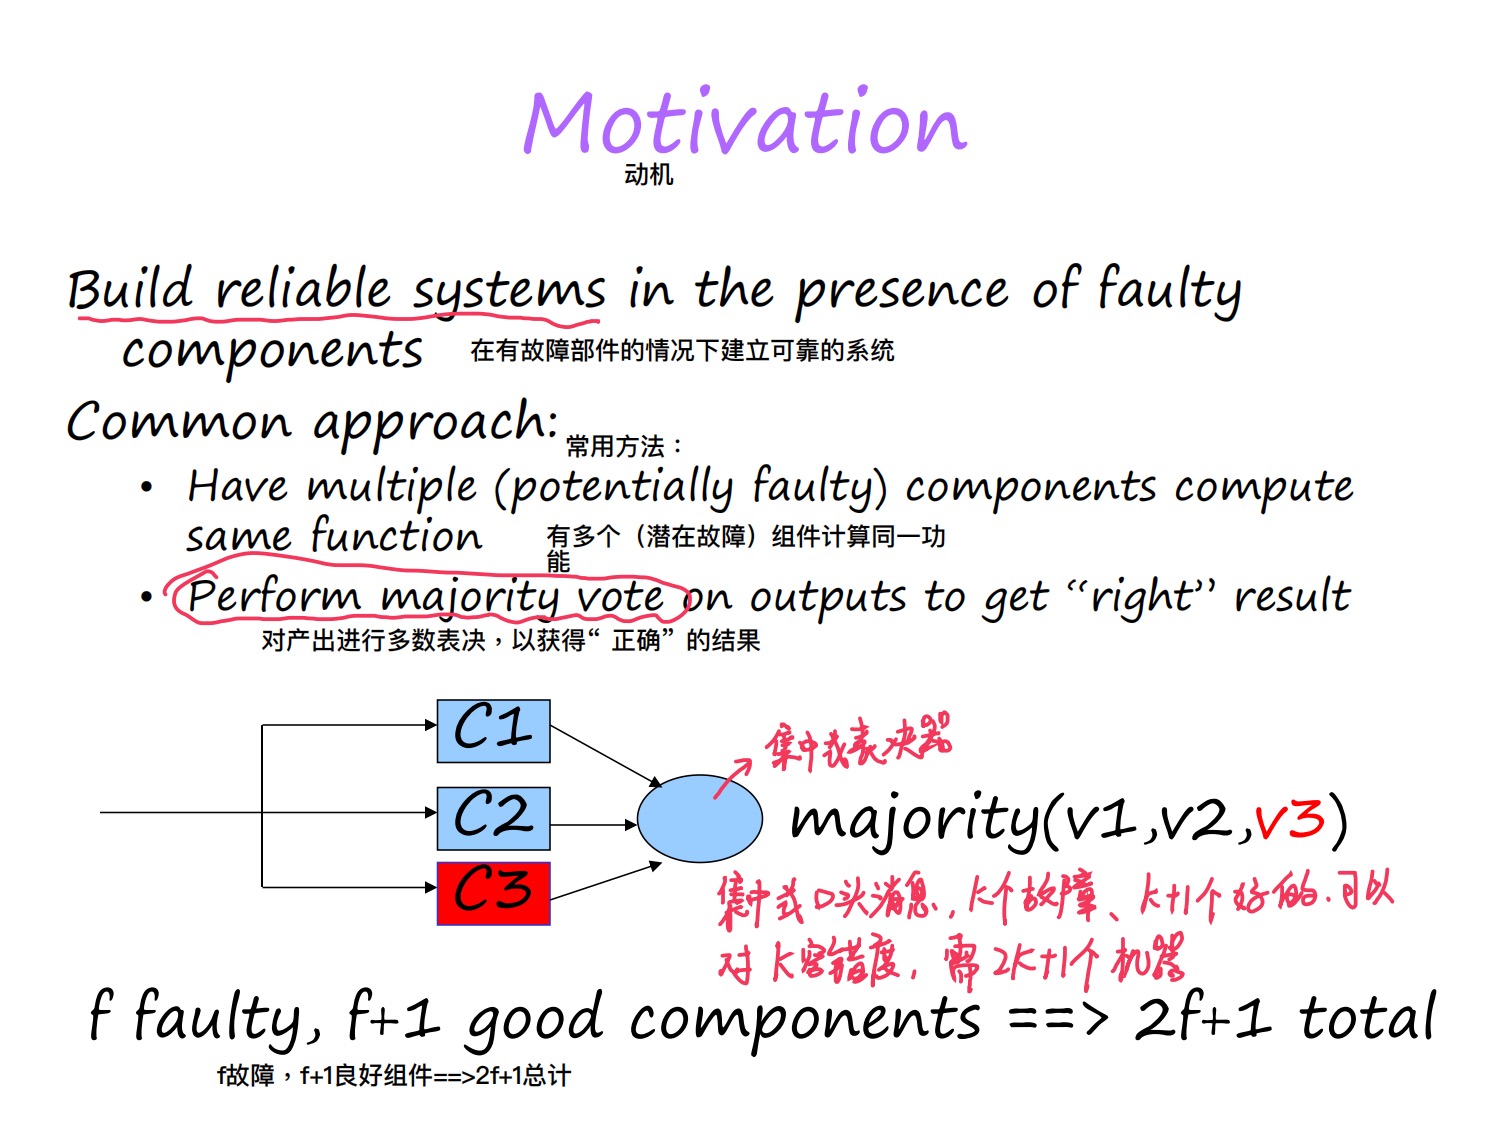 Motivation
动机
Build reliable systems in the presence of faulty
components
在有故障部件的情况下建立可靠的系统
Common approach:
常用方法：
• Have multiple (potentially faulty) components compute
same function
有多个（潜在故障）组件计算同一功
能
• Perform majority vote on outputs to get “right” result
对产出进行多数表决，以获得“ 正确” 的结果
C1
C2
C3
集中式表决器
majority(v1,v2,v3)
集中式口头消息，k个故障、k+1个好的.可以
对k容错度，需2k+1个机器
f faulty, f+1 good components ==> 2f+1 total
f故障，f+1良好组件==>2f+1总计